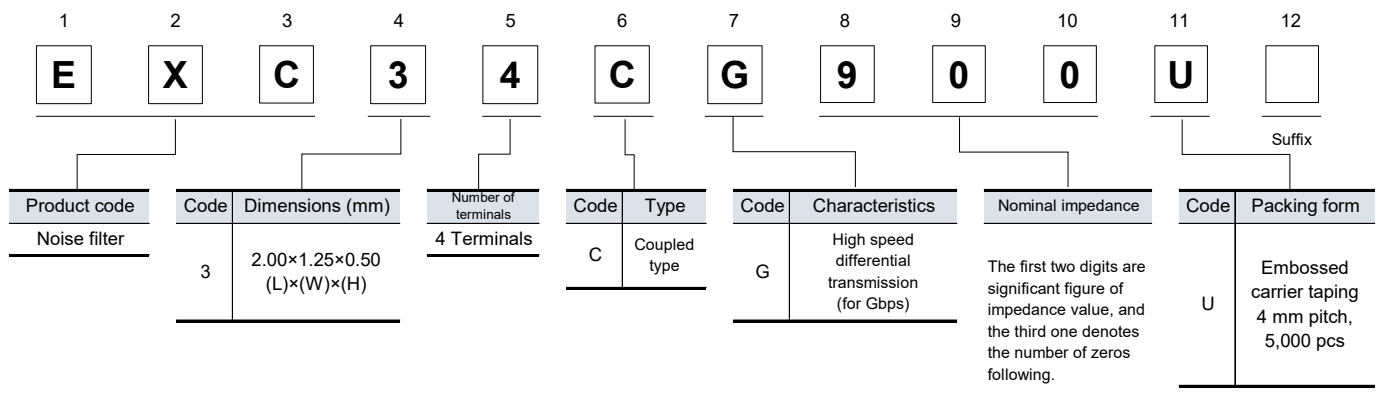 1 2 3 4 5 6 7 8 9 10 11 12
E X C 3 4 C G 9 0 0 U
Suffix
Product code
Noise filter
Code Dimensions (mm)
3
2.00×1.25×0.50
(L)×(W)×(H)
Number of
terminals
4 Terminals
Code Type
C
Coupled
type
Code Characteristics
G
High speed
differential
transmission
(for Gbps)
Nominal impedance
The first two digits are
significant figure of
impedance value, and
the third one denotes
the number of zeros
following.
Code Packing form
U
Embossed
carrier taping
4 mm pitch,
5,000 pcs